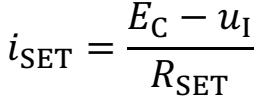 i_SET = (E_C − u_I) / R_SET